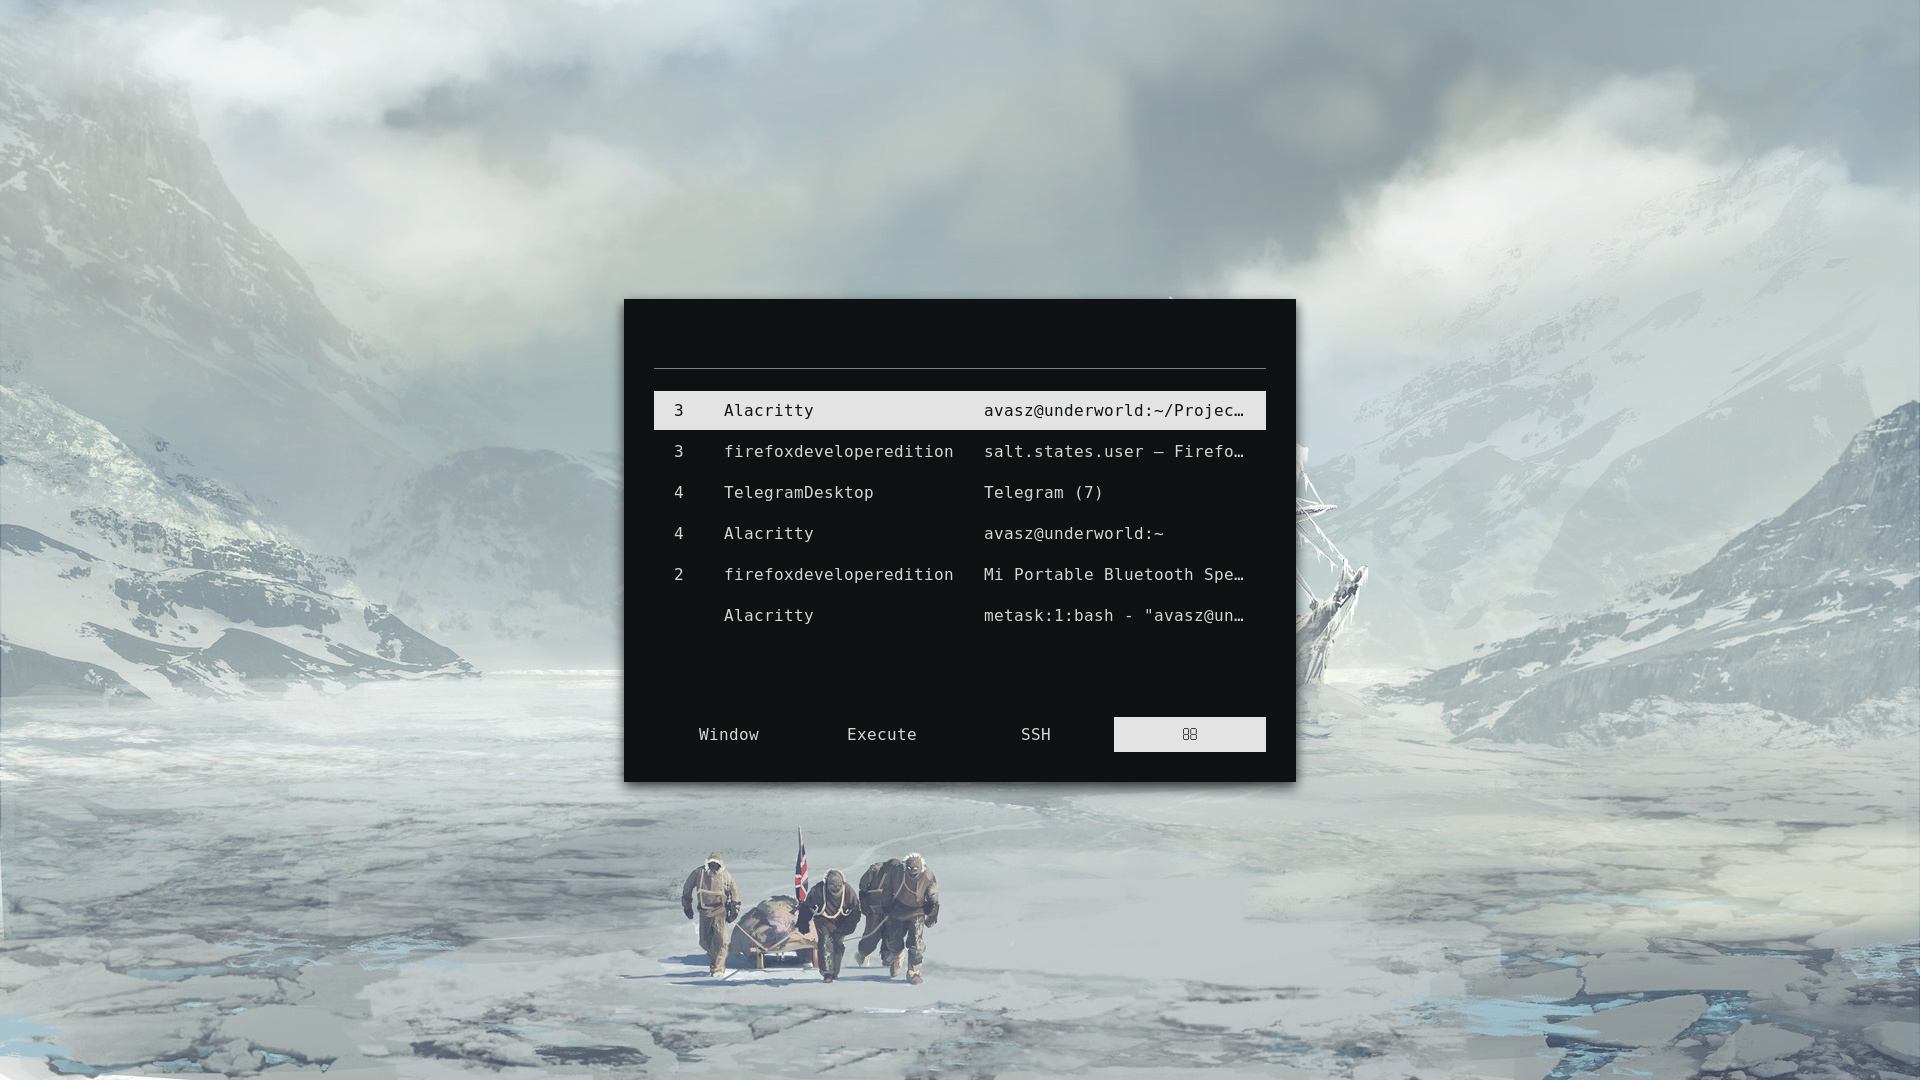 3 Alacritty avasz@underworld:~/Projec…
3 firefoxdeveloperedition salt.states.user — Firefo…
4 TelegramDesktop Telegram (7)
4 Alacritty avasz@underworld:~
2 firefoxdeveloperedition Mi Portable Bluetooth Spe…
Alacritty metask:1:bash - "avasz@un…
Window Execute SSH